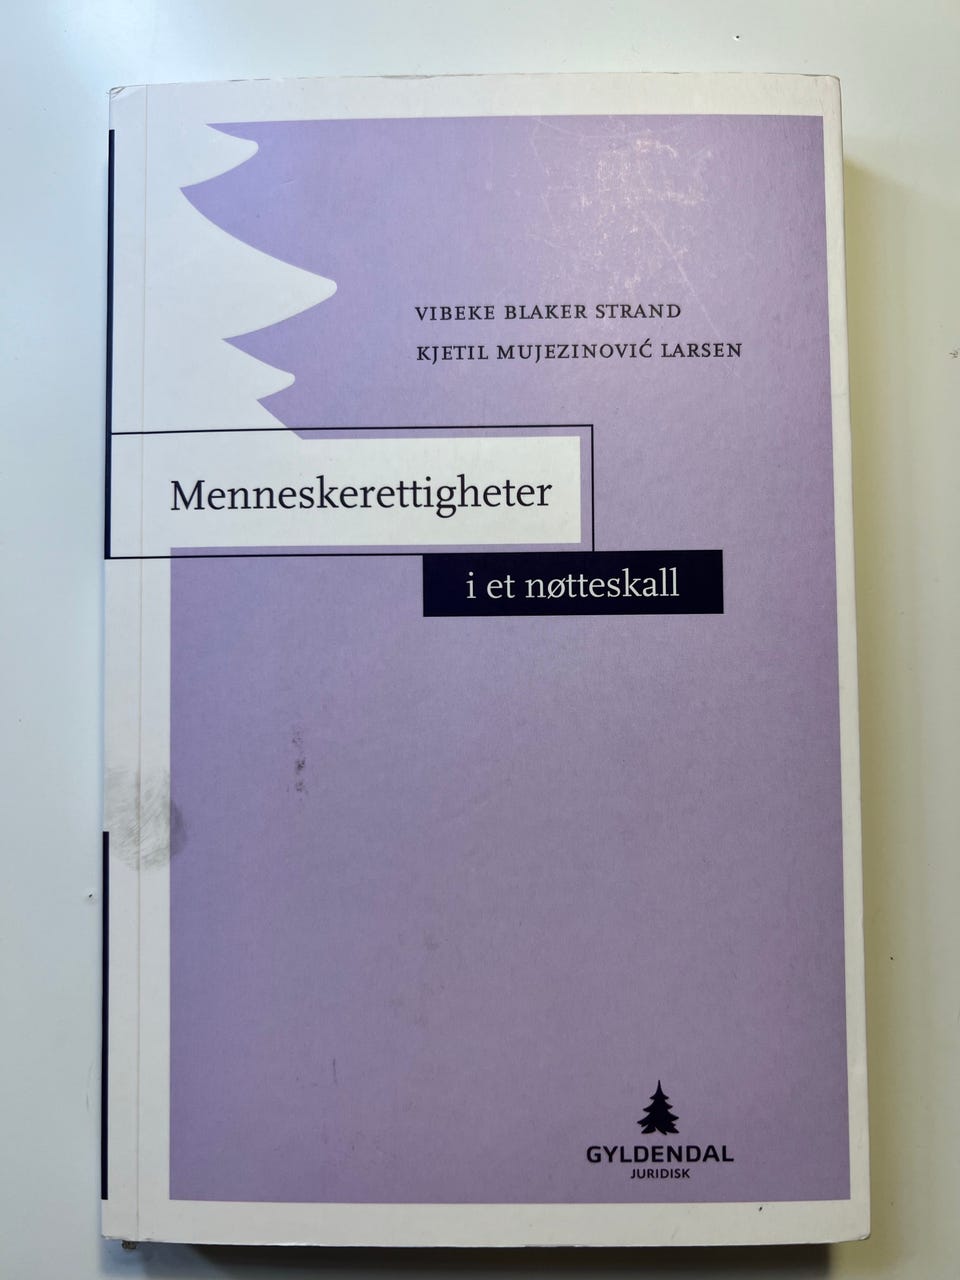 VIBEKE BLAKER STRAND
KJETIL MUJEZINOVIĆ LARSEN
Menneskerettigheter
i et nøtteskall
GYLDENDAL
JURIDISK